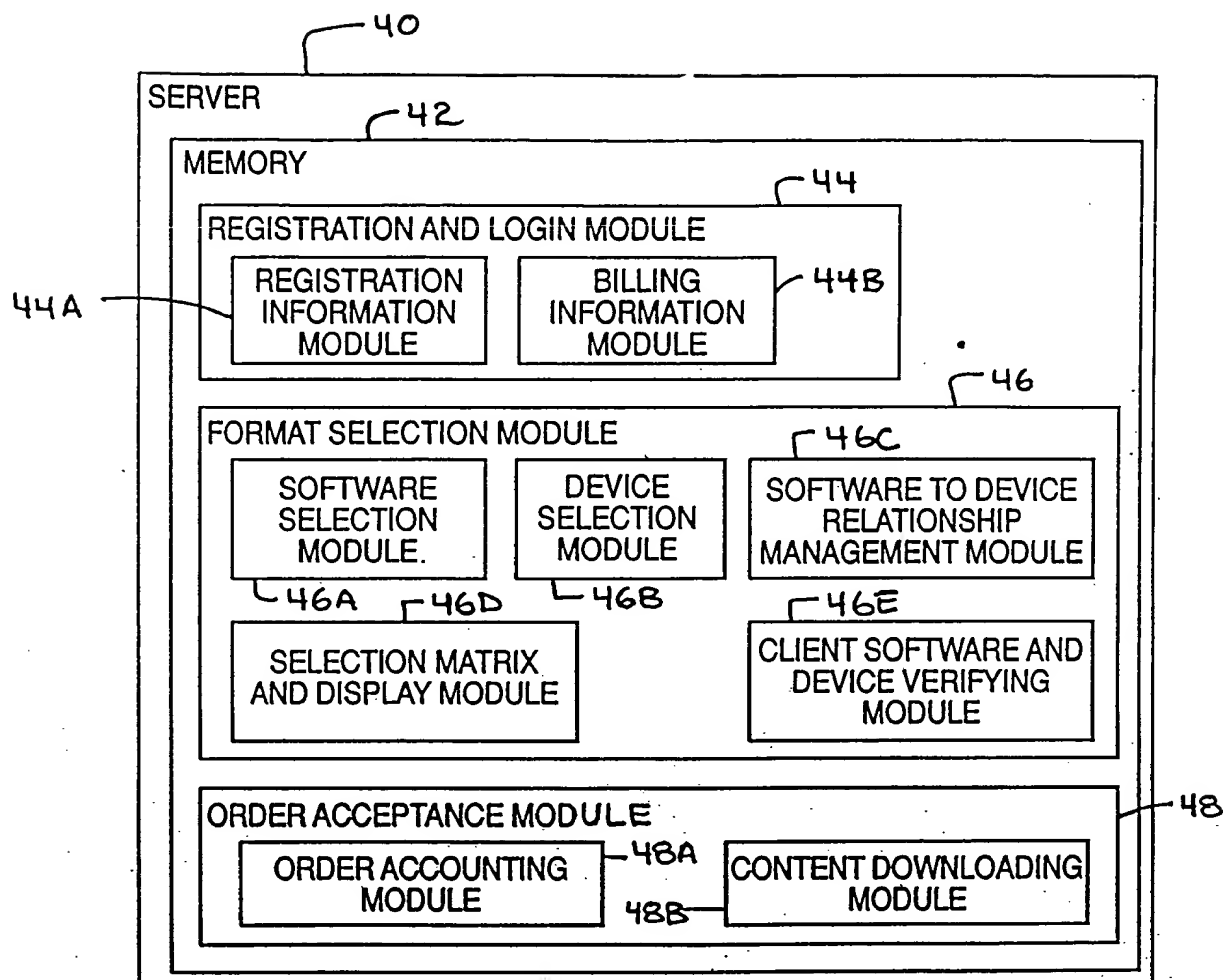 40
SERVER
42
MEMORY
44
REGISTRATION AND LOGIN MODULE
REGISTRATION
INFORMATION
MODULE
44A
BILLING
INFORMATION
MODULE
44B
46
FORMAT SELECTION MODULE
SOFTWARE
SELECTION
MODULE.
46A
DEVICE
SELECTION
MODULE
46B
46C
SOFTWARE TO DEVICE
RELATIONSHIP
MANAGEMENT MODULE
46D
SELECTION MATRIX
AND DISPLAY MODULE
46E
CLIENT SOFTWARE AND
DEVICE VERIFYING
MODULE
48
ORDER ACCEPTANCE MODULE
ORDER ACCOUNTING
MODULE
48A
48B
CONTENT DOWNLOADING
MODULE